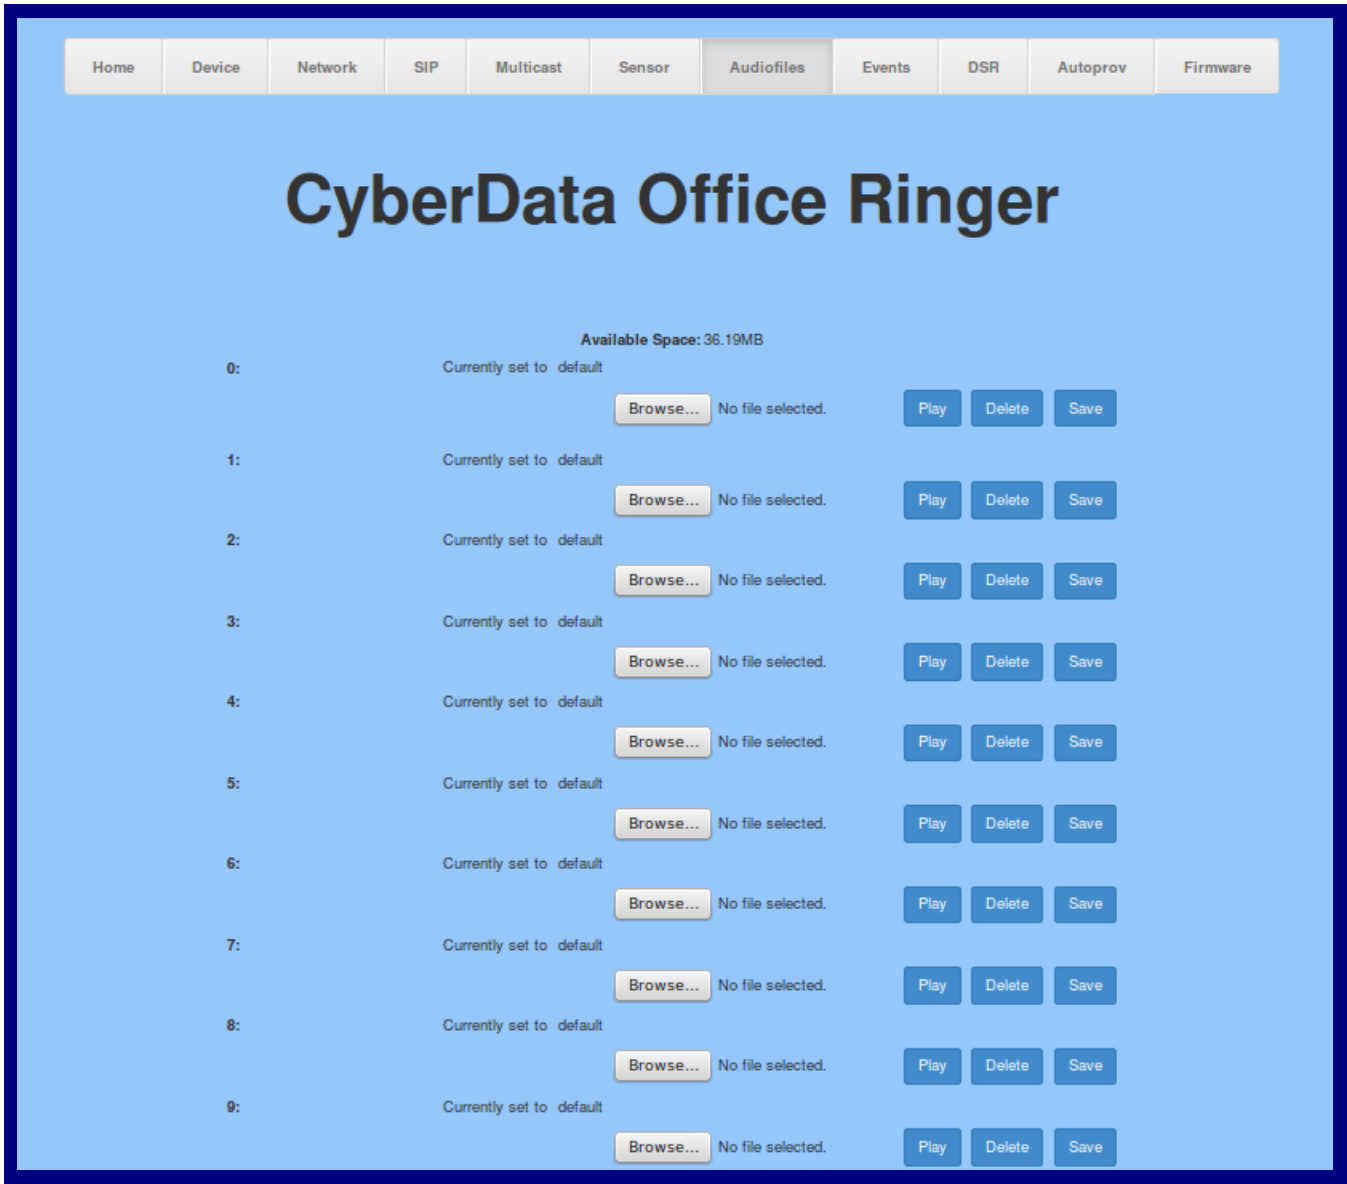 Home Device Network SIP Multicast Sensor Audiofiles Events DSR Autoprov Firmware
CyberData Office Ringer
Available Space: 36.19MB
0: Currently set to default
Browse... No file selected. Play Delete Save
1: Currently set to default
Browse... No file selected. Play Delete Save
2: Currently set to default
Browse... No file selected. Play Delete Save
3: Currently set to default
Browse... No file selected. Play Delete Save
4: Currently set to default
Browse... No file selected. Play Delete Save
5: Currently set to default
Browse... No file selected. Play Delete Save
6: Currently set to default
Browse... No file selected. Play Delete Save
7: Currently set to default
Browse... No file selected. Play Delete Save
8: Currently set to default
Browse... No file selected. Play Delete Save
9: Currently set to default
Browse... No file selected. Play Delete Save